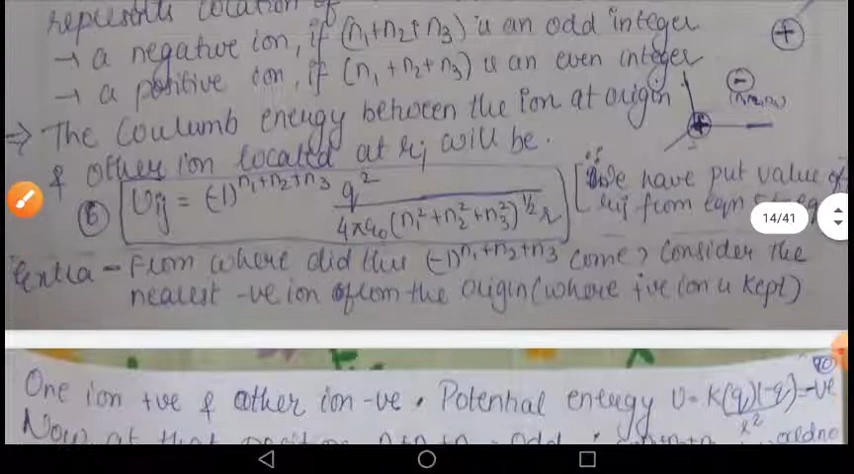 represents location of
→ a negative ion, if (n₁+n₂+n₃) is an odd integer
→ a positive ion, if (n₁+n₂+n₃) is an even integer
⇒ The Coulumb energy between the ion at origin
& other ion located at rij will be.
⑥ Uij = (-1)^(n₁+n₂+n₃) q² / 4πε₀(n₁²+n₂²+n₃²)^(1/2) r
[We have put value of
rij from eqn
14/41
Extra - From where did this (-1)^(n₁+n₂+n₃) come? Consider the
nearest -ve ion from the origin (where +ve ion is kept)
One ion +ve & other ion -ve. Potential energy U = K(q)(-q)/r² = -ve
Now at that
odd